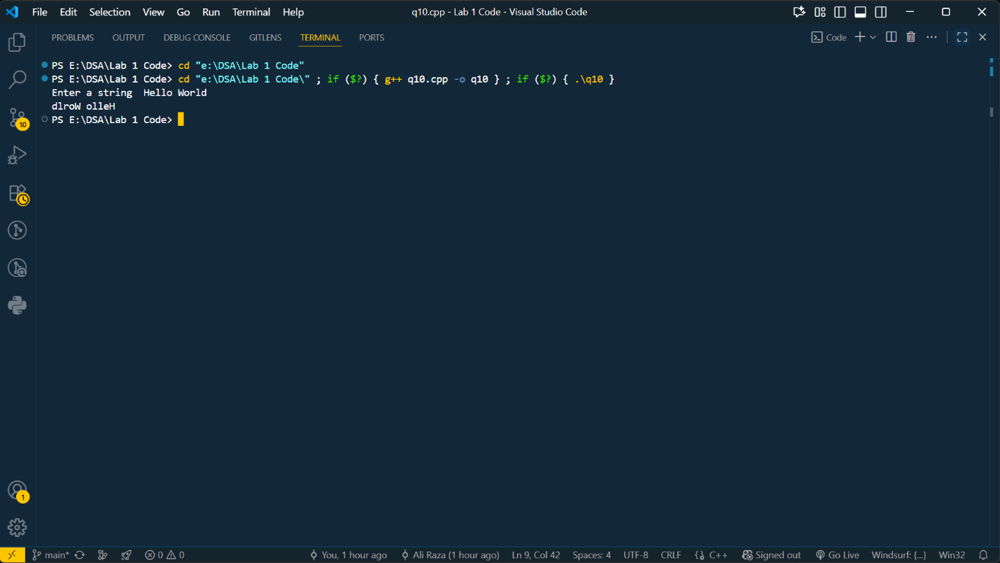 File Edit Selection View Go Run Terminal Help q10.cpp - Lab 1 Code - Visual Studio Code
PROBLEMS OUTPUT DEBUG CONSOLE GITLENS TERMINAL PORTS Code
PS E:\DSA\Lab 1 Code> cd "e:\DSA\Lab 1 Code"
PS E:\DSA\Lab 1 Code> cd "e:\DSA\Lab 1 Code\" ; if ($?) { g++ q10.cpp -o q10 } ; if ($?) { .\q10 }
Enter a string  Hello World
dlroW olleH
PS E:\DSA\Lab 1 Code>
10
1
main* 0 0 You, 1 hour ago Ali Raza (1 hour ago) Ln 9, Col 42 Spaces: 4 UTF-8 CRLF C++ Signed out Go Live Windsurf: {...} Win32